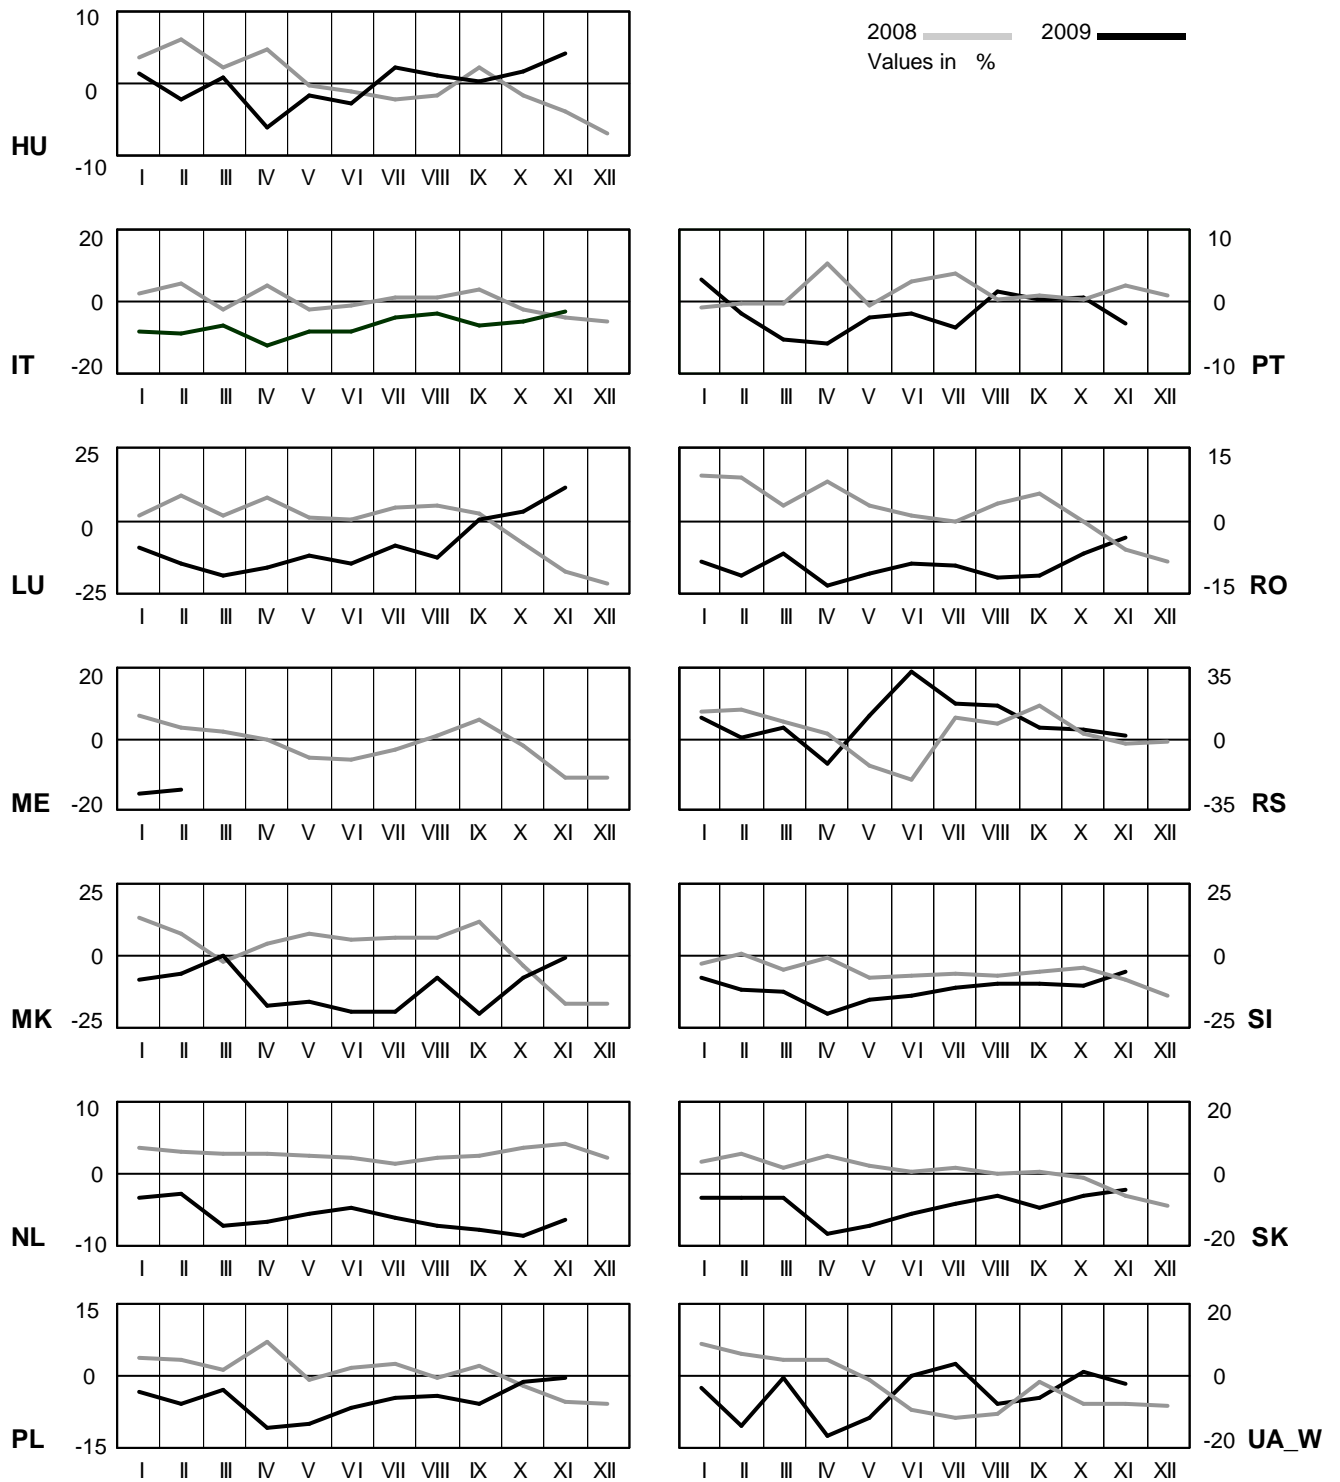 2008 2009
Values in %
10
0
HU -10
I II III IV V VI VII VIII IX X XI XII
20
0
IT -20
I II III IV V VI VII VIII IX X XI XII
10
0
-10 PT
I II III IV V VI VII VIII IX X XI XII
25
0
LU -25
I II III IV V VI VII VIII IX X XI XII
15
0
-15 RO
I II III IV V VI VII VIII IX X XI XII
20
0
ME -20
I II III IV V VI VII VIII IX X XI XII
35
0
-35 RS
I II III IV V VI VII VIII IX X XI XII
25
0
MK -25
I II III IV V VI VII VIII IX X XI XII
25
0
-25 SI
I II III IV V VI VII VIII IX X XI XII
10
0
NL -10
I II III IV V VI VII VIII IX X XI XII
20
0
-20 SK
I II III IV V VI VII VIII IX X XI XII
15
0
PL -15
I II III IV V VI VII VIII IX X XI XII
20
0
-20 UA_W
I II III IV V VI VII VIII IX X XI XII